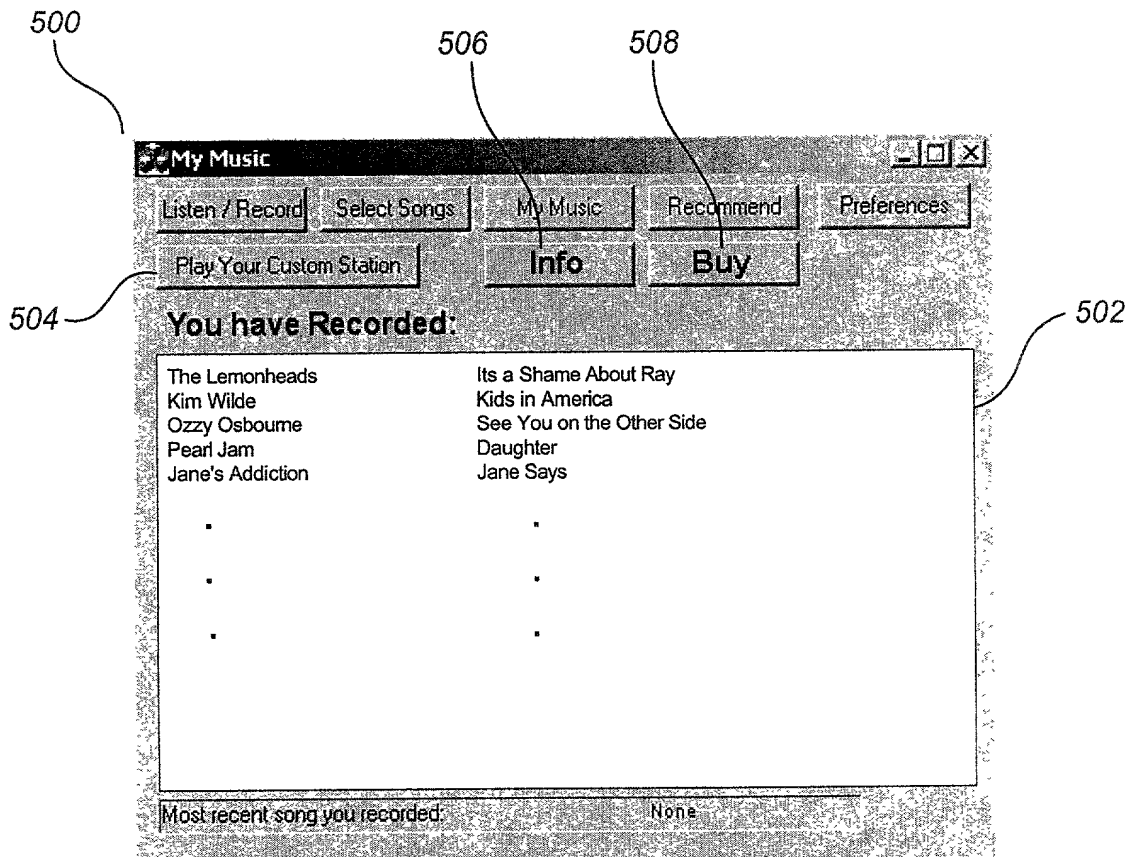 500
506 508
My Music
Listen / Record Select Songs My Music Recommend Preferences
Play Your Custom Station Info Buy
504
You have Recorded:
502
The Lemonheads Its a Shame About Ray
Kim Wilde Kids in America
Ozzy Osbourne See You on the Other Side
Pearl Jam Daughter
Jane's Addiction Jane Says
Most recent song you recorded: None